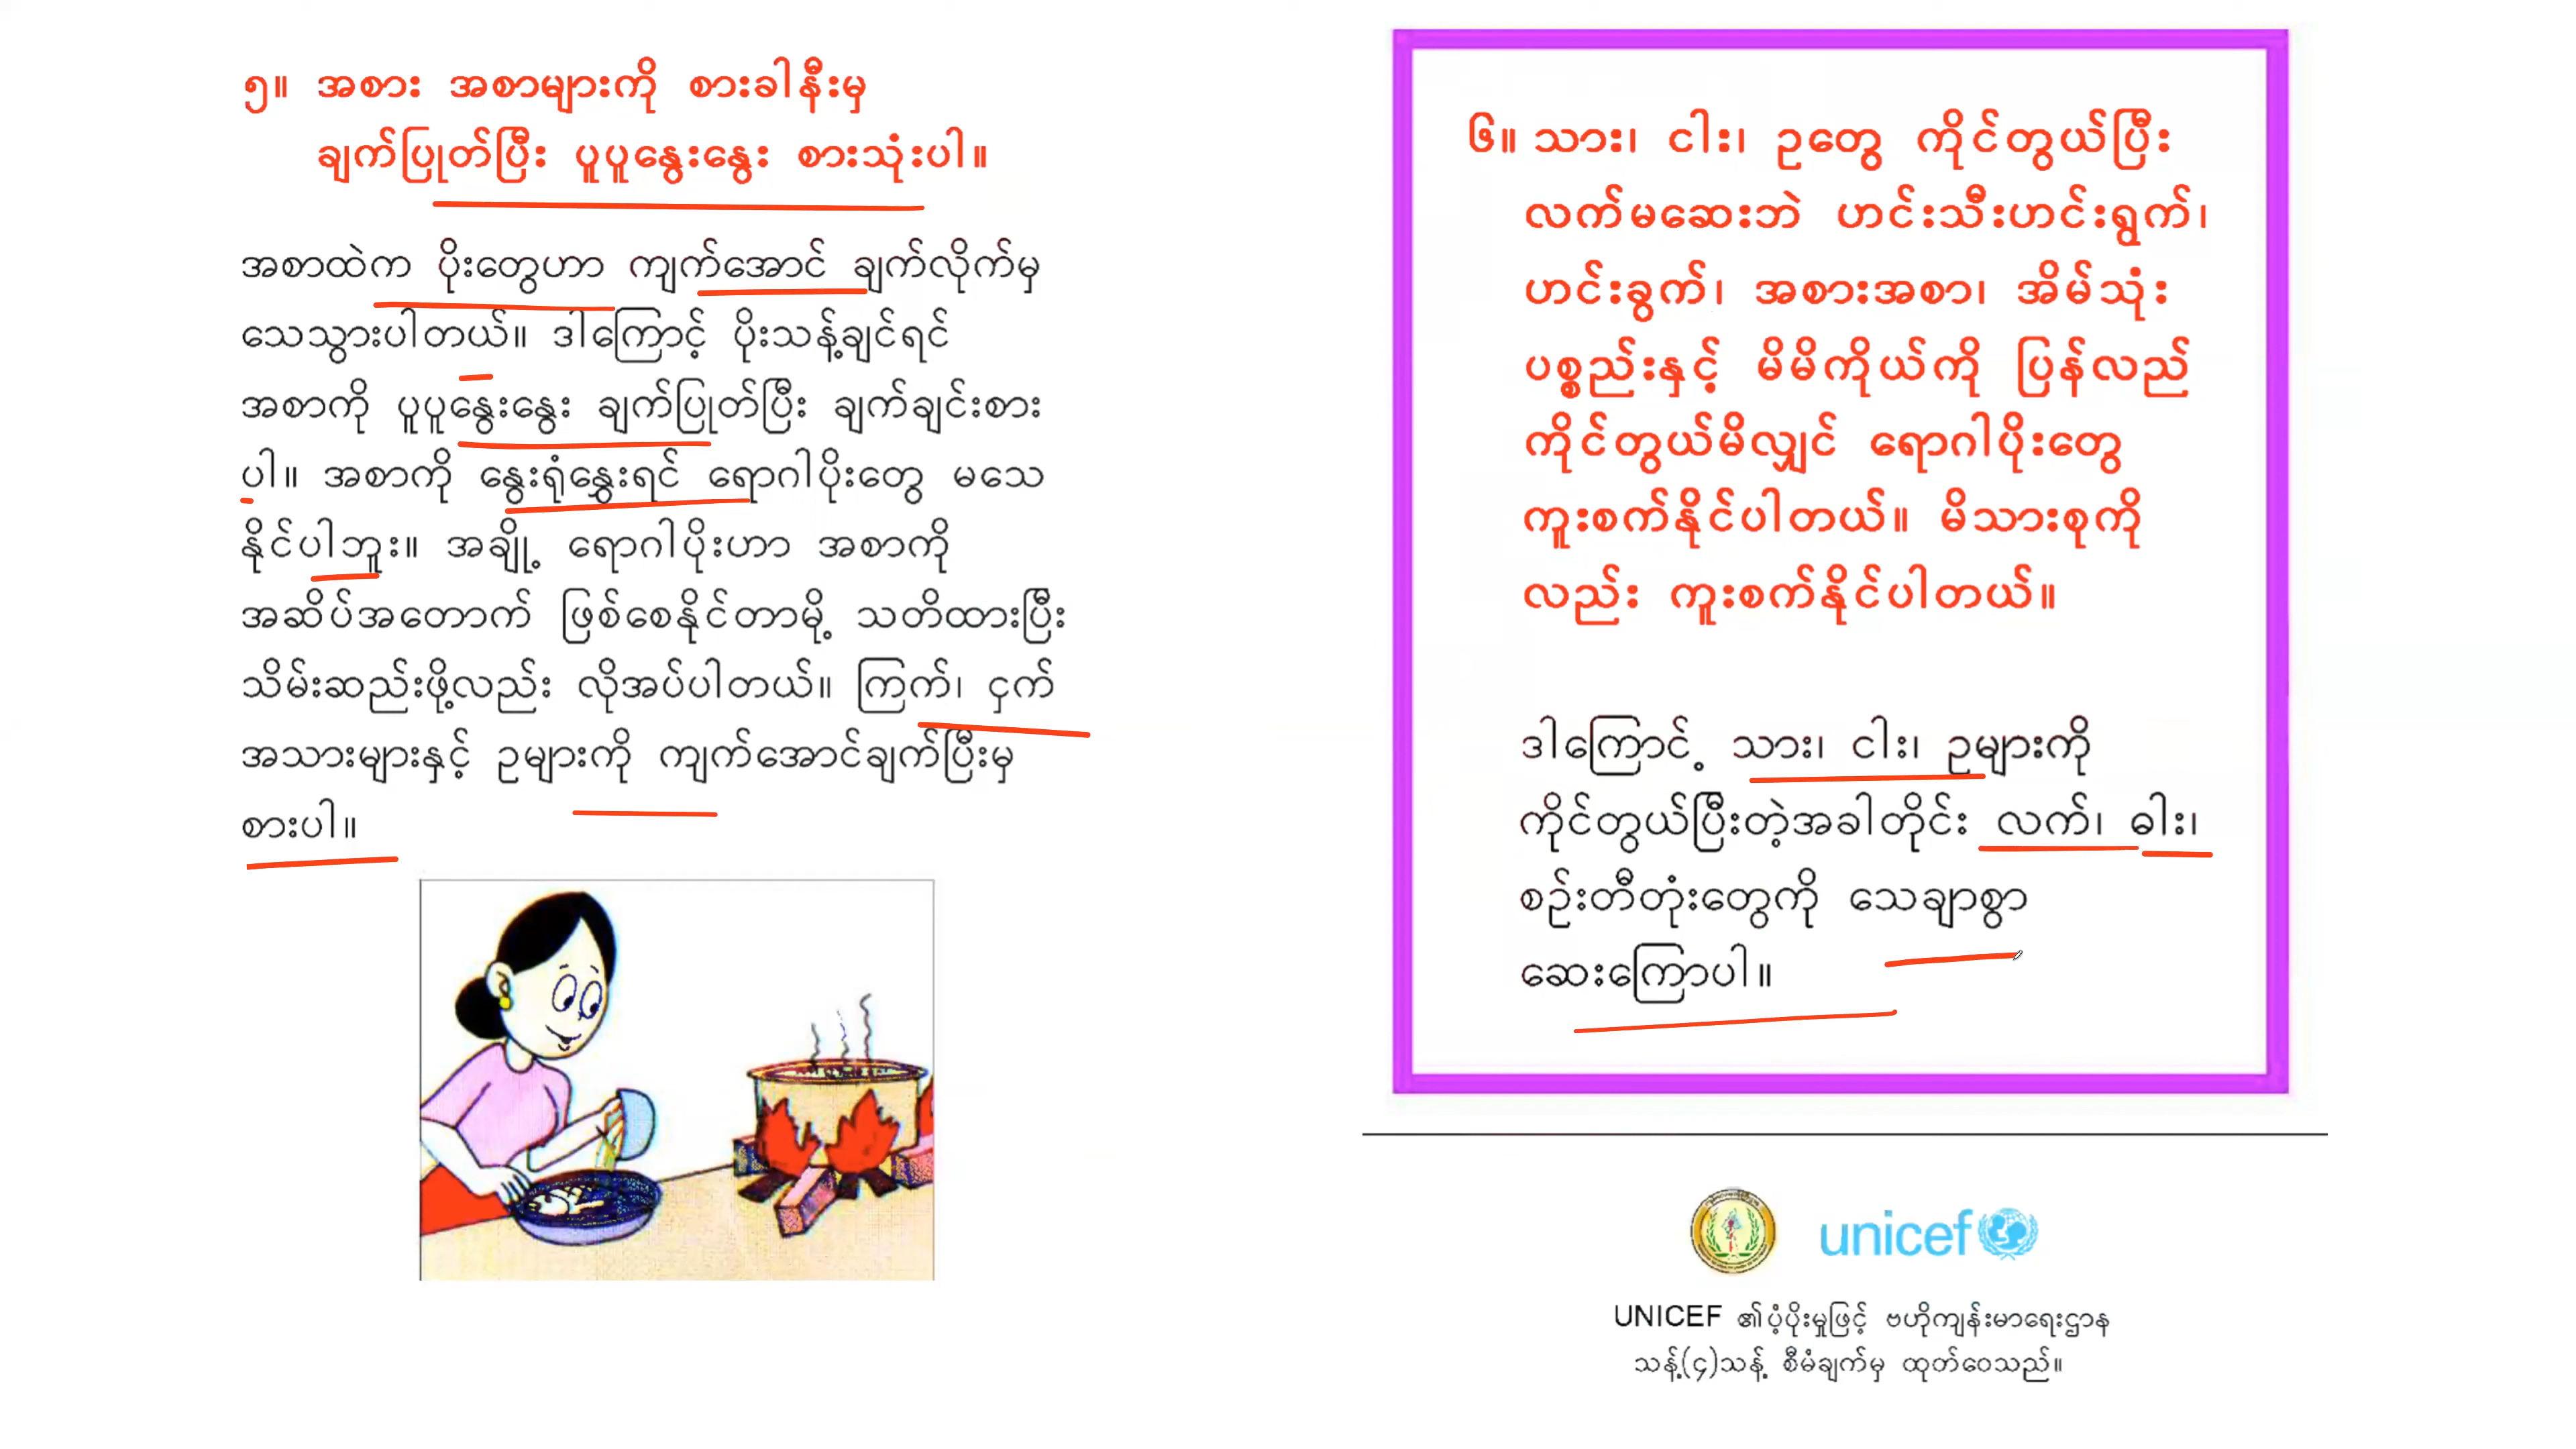 ၅။ အစား အစာများကို စားခါနီးမှ
ချက်ပြုတ်ပြီး ပူပူနွေးနွေး စားသုံးပါ။
အစာထဲက ပိုးတွေဟာ ကျက်အောင် ချက်လိုက်မှ
သေသွားပါတယ်။ ဒါကြောင့် ပိုးသန့်ချင်ရင်
အစာကို ပူပူနွေးနွေး ချက်ပြုတ်ပြီး ချက်ချင်းစား
ပါ။ အစာကို နွေးရုံနွှေးရင် ရောဂါပိုးတွေ မသေ
နိုင်ပါဘူး။ အချို့ ရောဂါပိုးဟာ အစာကို
အဆိပ်အတောက် ဖြစ်စေနိုင်တာမို့ သတိထားပြီး
သိမ်းဆည်းဖို့လည်း လိုအပ်ပါတယ်။ ကြက်၊ ငှက်
အသားများနှင့် ဥများကို ကျက်အောင်ချက်ပြီးမှ
စားပါ။
၆။ သား၊ ငါး၊ ဥတွေ ကိုင်တွယ်ပြီး
လက်မဆေးဘဲ ဟင်းသီးဟင်းရွက်၊
ဟင်းခွက်၊ အစားအစာ၊ အိမ်သုံး
ပစ္စည်းနှင့် မိမိကိုယ်ကို ပြန်လည်
ကိုင်တွယ်မိလျှင် ရောဂါပိုးတွေ
ကူးစက်နိုင်ပါတယ်။ မိသားစုကို
လည်း ကူးစက်နိုင်ပါတယ်။
ဒါကြောင့် သား၊ ငါး၊ ဥများကို
ကိုင်တွယ်ပြီးတဲ့အခါတိုင်း လက်၊ ဓါး၊
စဉ်းတီတုံးတွေကို သေချာစွာ
ဆေးကြောပါ။
unicef
UNICEF ၏ပံ့ပိုးမှုဖြင့် ဗဟိုကျန်းမာရေးဌာန
သန့်(၄)သန့် စီမံချက်မှ ထုတ်ဝေသည်။